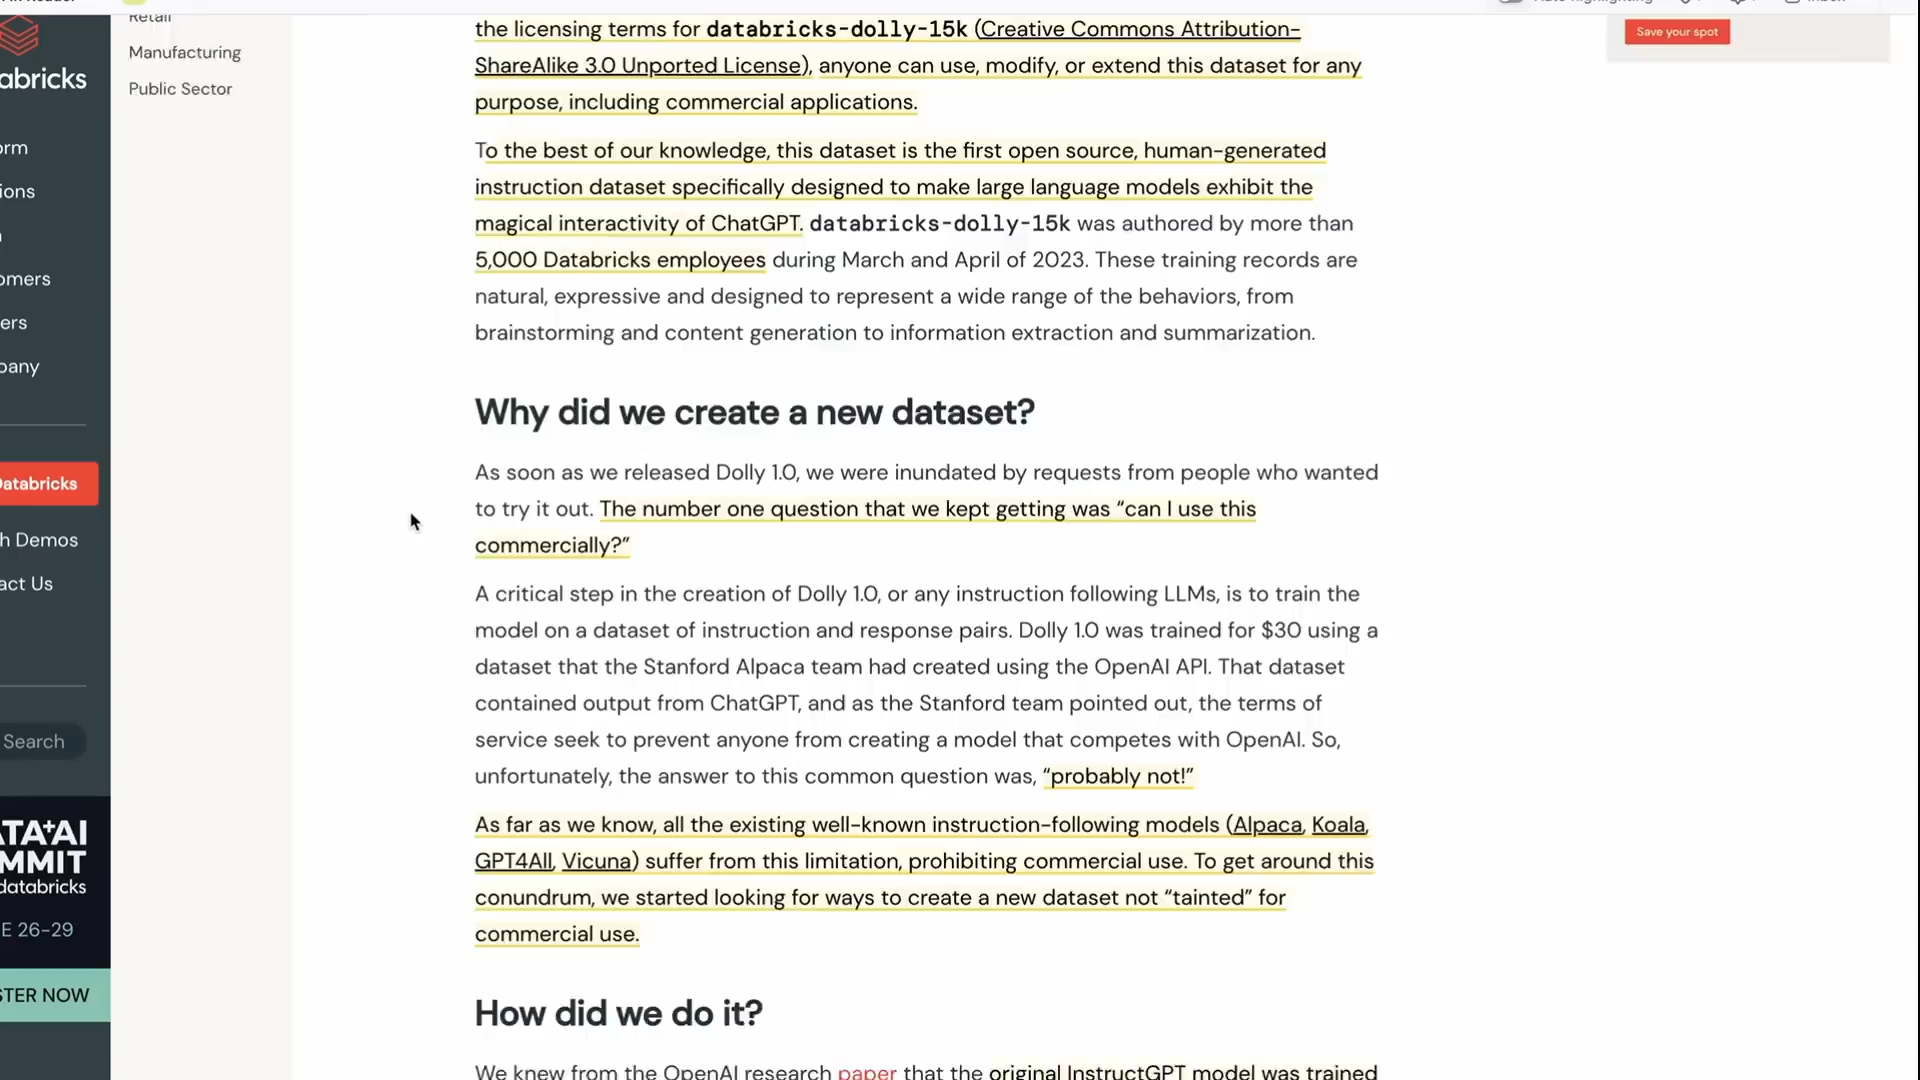 Retail
Manufacturing
Public Sector
abricks
orm
ions
omers
ers
pany
Databricks
h Demos
act Us
Search
ATA+AI
MMIT
databricks
E 26-29
STER NOW
the licensing terms for databricks-dolly-15k (Creative Commons Attribution-
ShareAlike 3.0 Unported License), anyone can use, modify, or extend this dataset for any
purpose, including commercial applications.
To the best of our knowledge, this dataset is the first open source, human-generated
instruction dataset specifically designed to make large language models exhibit the
magical interactivity of ChatGPT. databricks-dolly-15k was authored by more than
5,000 Databricks employees during March and April of 2023. These training records are
natural, expressive and designed to represent a wide range of the behaviors, from
brainstorming and content generation to information extraction and summarization.
Why did we create a new dataset?
As soon as we released Dolly 1.0, we were inundated by requests from people who wanted
to try it out. The number one question that we kept getting was “can I use this
commercially?”
A critical step in the creation of Dolly 1.0, or any instruction following LLMs, is to train the
model on a dataset of instruction and response pairs. Dolly 1.0 was trained for $30 using a
dataset that the Stanford Alpaca team had created using the OpenAI API. That dataset
contained output from ChatGPT, and as the Stanford team pointed out, the terms of
service seek to prevent anyone from creating a model that competes with OpenAI. So,
unfortunately, the answer to this common question was, “probably not!”
As far as we know, all the existing well-known instruction-following models (Alpaca, Koala,
GPT4All, Vicuna) suffer from this limitation, prohibiting commercial use. To get around this
conundrum, we started looking for ways to create a new dataset not “tainted” for
commercial use.
How did we do it?
We knew from the OpenAI research paper that the original InstructGPT model was trained
Save your spot